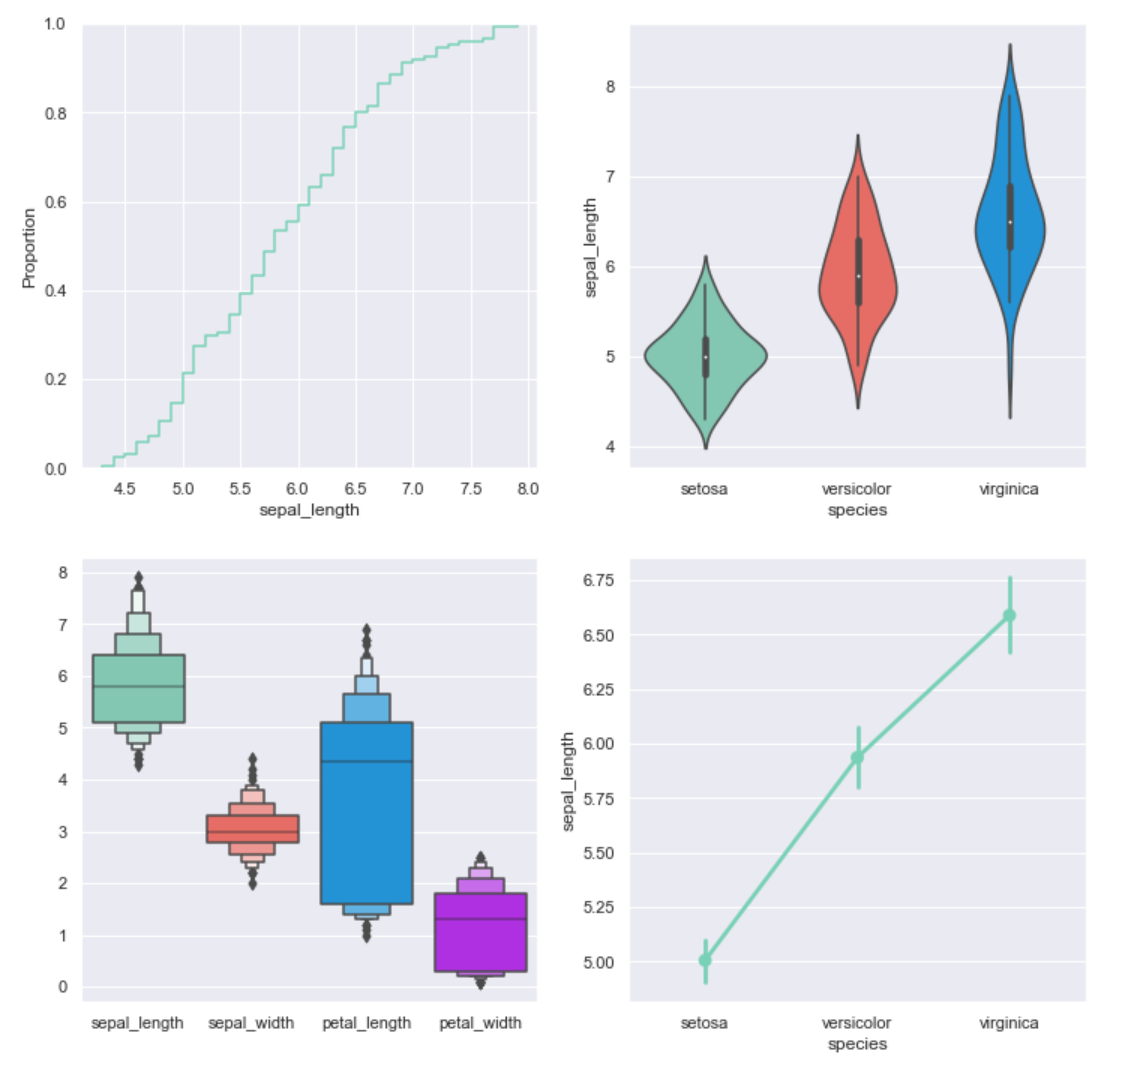 1.0
0.8
0.6
0.4
0.2
0.0
Proportion
4.5 5.0 5.5 6.0 6.5 7.0 7.5 8.0
sepal_length
8
7
6
5
4
sepal_length
setosa versicolor virginica
species
8
7
6
5
4
3
2
1
0
sepal_length sepal_width petal_length petal_width
6.75
6.50
6.25
6.00
5.75
5.50
5.25
5.00
sepal_length
setosa versicolor virginica
species